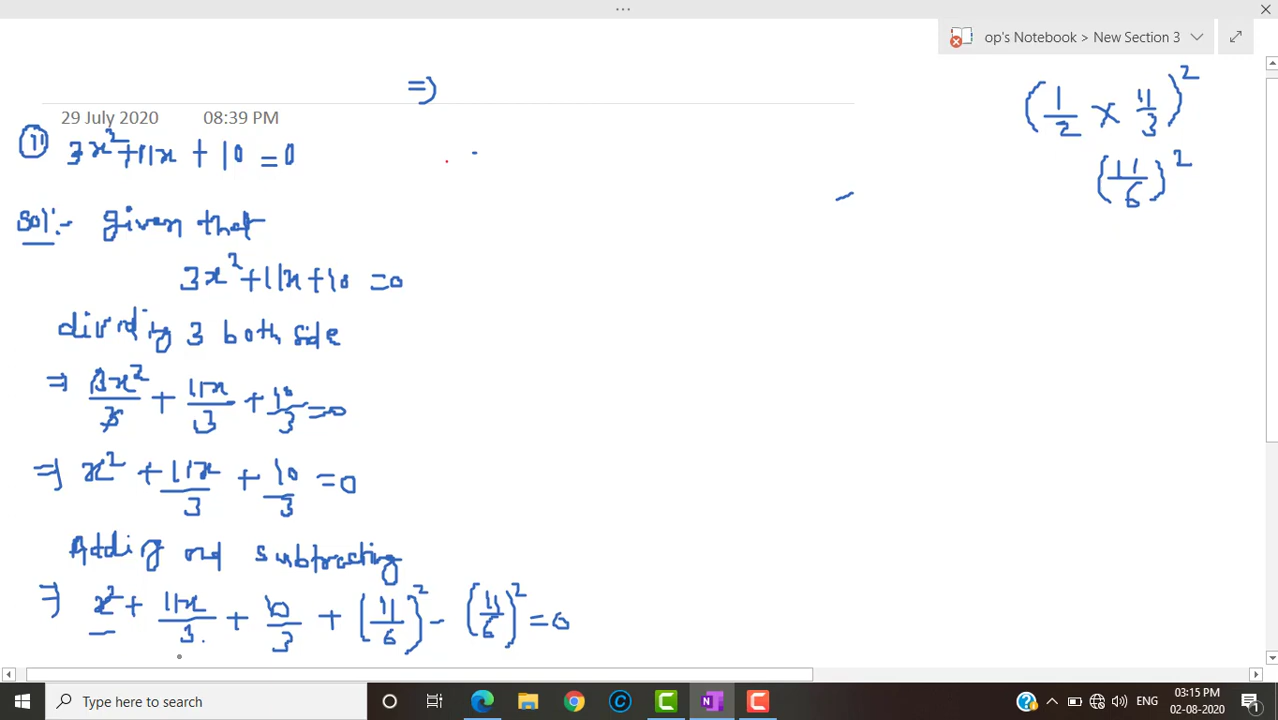 op's Notebook > New Section 3
=>
29 July 2020 08:39 PM
11 3x²+11x + 10 = 0
(1/2 × 11/3)²
(11/6)²
Sol:- given that
3x²+11x+10 =0
dividing 3 both side
=> 3x²/3 + 11x/3 + 10/3 = 0
=> x² + 11x/3 + 10/3 = 0
Adding and subtracting
=> x² + 11x/3 + 10/3 + (11/6)² - (11/6)² = 0
Type here to search
ENG
03:15 PM
02-08-2020